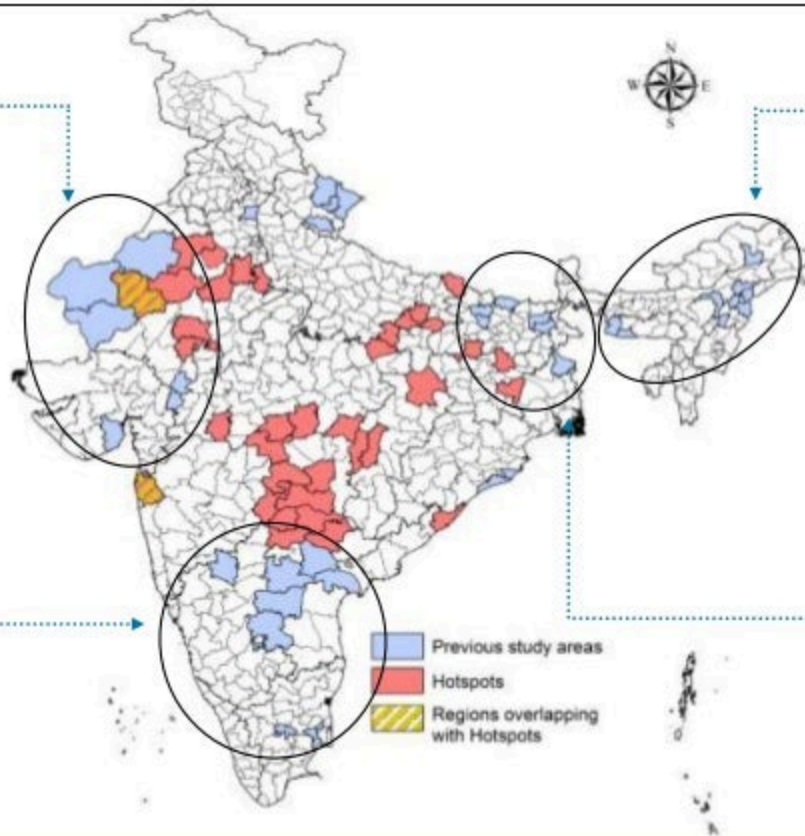 N
W E
S
Previous study areas
Hotspots
Regions overlapping
with Hotspots